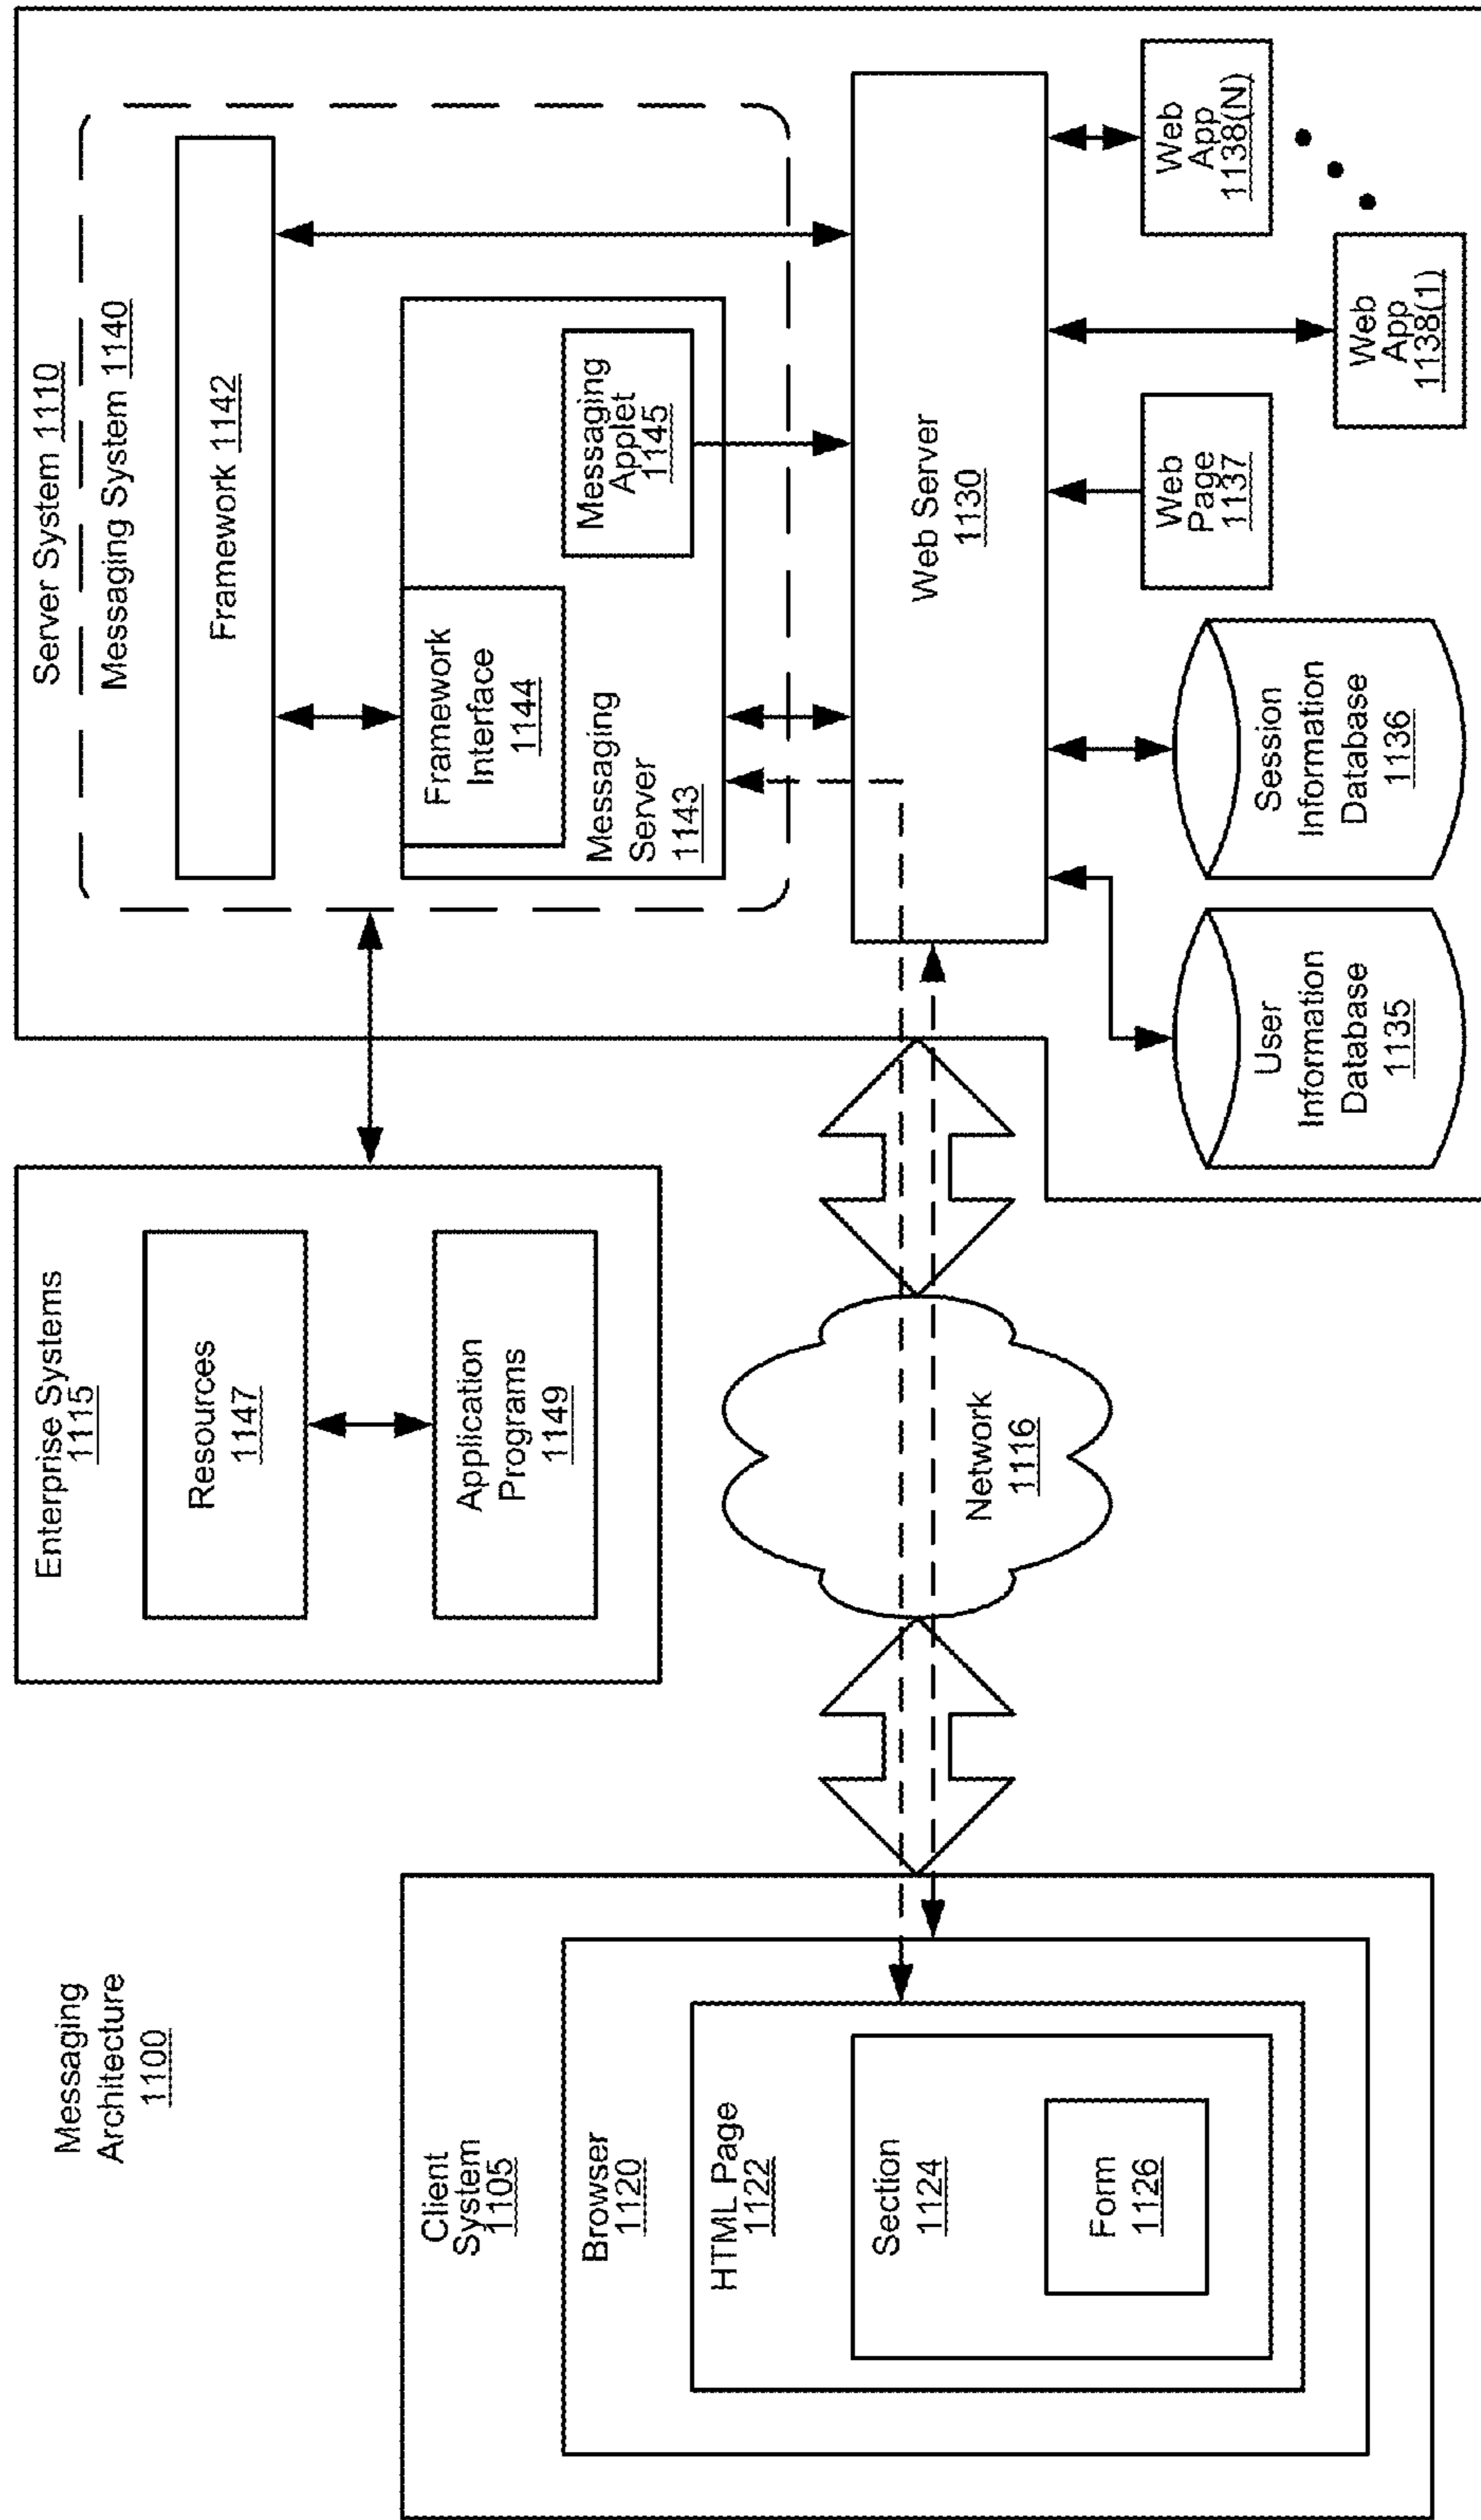 Messaging
Architecture
1100
Client
System
1105
Browser
1120
HTML Page
1122
Section
1124
Form
1126
Enterprise Systems
1115
Resources
1147
Application
Programs
1149
Network
1116
Server System 1110
Messaging System 1140
Framework 1142
Framework
Interface
1144
Messaging
Server
1143
Messaging
Applet
1145
Web Server
1130
User
Information
Database
1135
Session
Information
Database
1136
Web
Page
1137
Web
App
1138(1)
Web
App
1138(N)